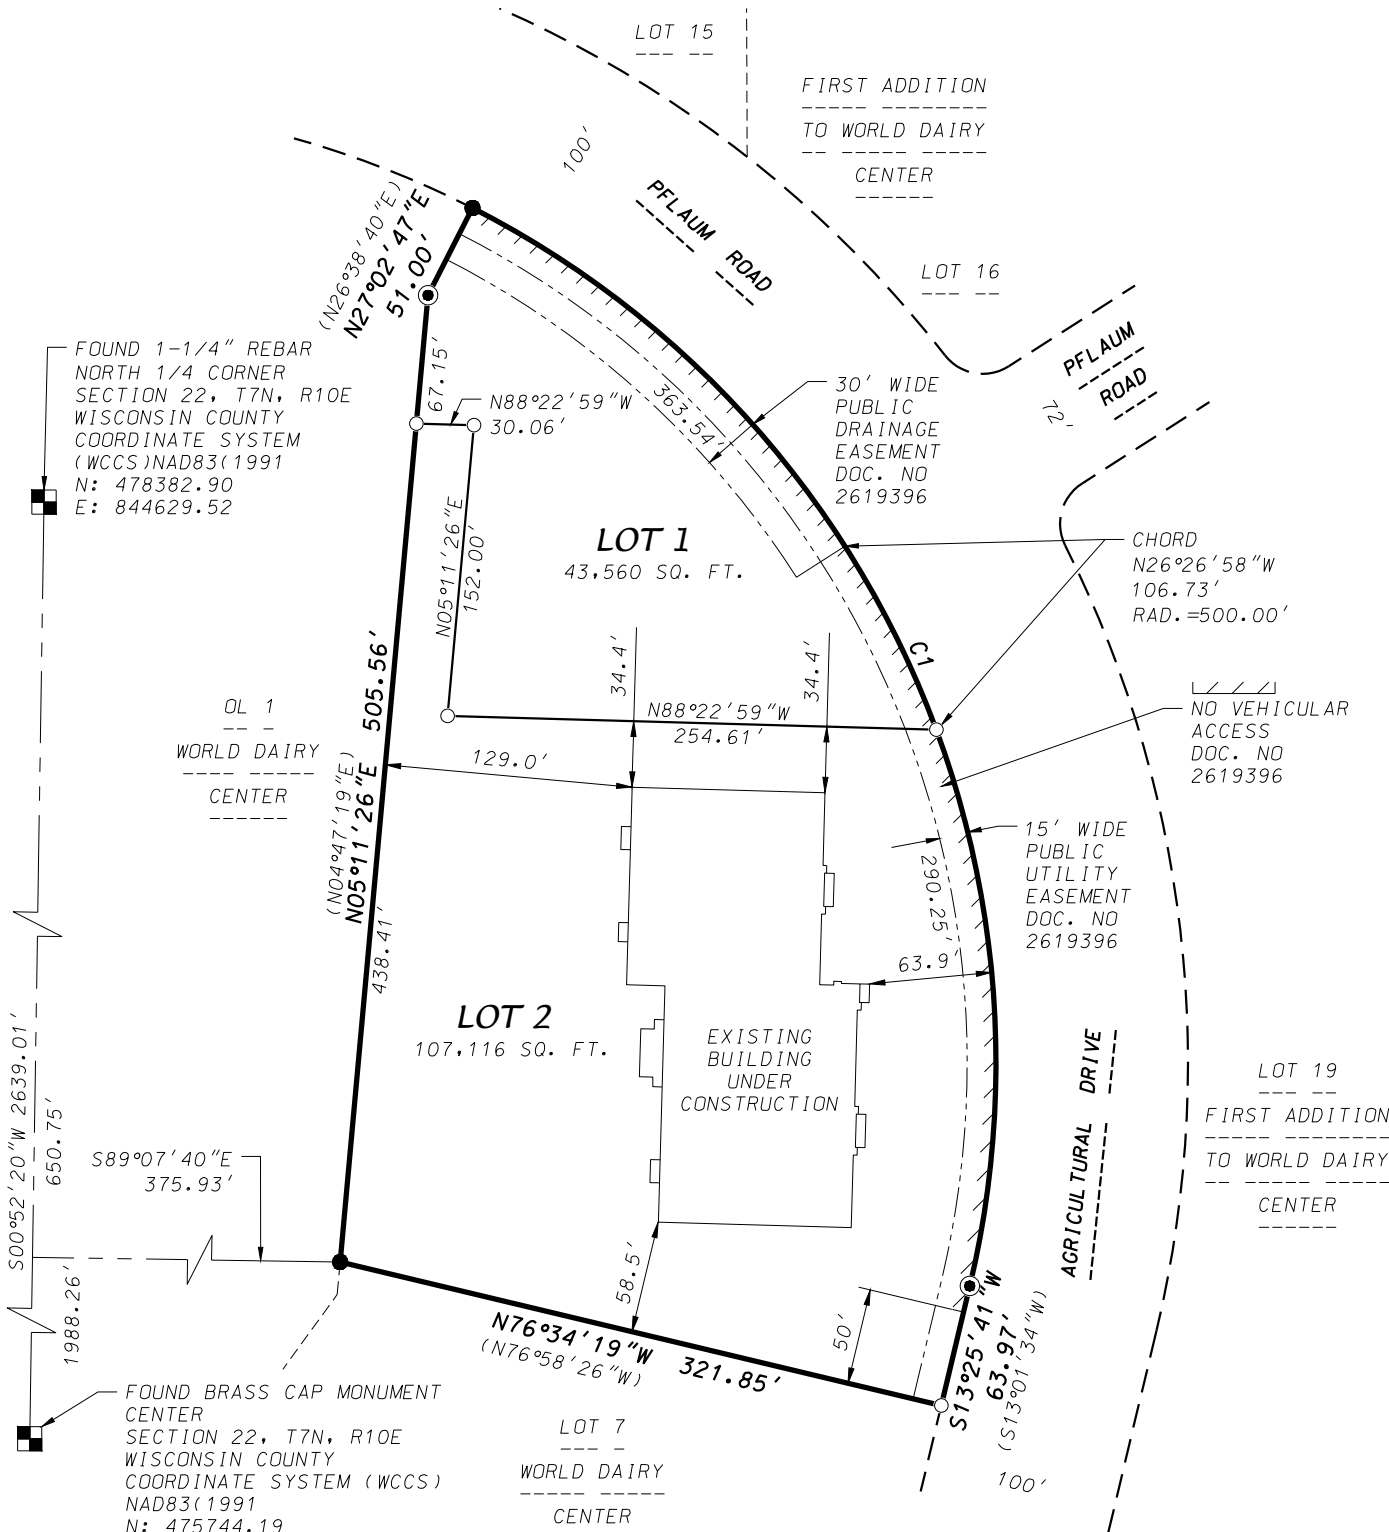 LOT 15
FIRST ADDITION
TO WORLD DAIRY
CENTER
100'
PFLAUM ROAD
LOT 16
PFLAUM
ROAD
72'
(N26°38'40"E)
N27°02'47"E
51.00'
FOUND 1-1/4" REBAR
NORTH 1/4 CORNER
SECTION 22, T7N, R10E
WISCONSIN COUNTY
COORDINATE SYSTEM
(WCCS)NAD83(1991
N: 478382.90
E: 844629.52
67.15'
N88°22'59"W
30.06'
363.54'
30' WIDE
PUBLIC
DRAINAGE
EASEMENT
DOC. NO
2619396
N05°11'26"E
152.00'
LOT 1
43,560 SQ. FT.
CHORD
N26°26'58"W
106.73'
RAD.=500.00'
C1
34.4'
34.4'
N88°22'59"W
254.61'
NO VEHICULAR
ACCESS
DOC. NO
2619396
OL 1
WORLD DAIRY
CENTER
(N04°47'19"E)
N05°11'26"E 505.56'
129.0'
438.41'
15' WIDE
PUBLIC
UTILITY
EASEMENT
DOC. NO
2619396
290.25'
63.9'
LOT 2
107,116 SQ. FT.
EXISTING
BUILDING
UNDER
CONSTRUCTION
AGRICULTURAL DRIVE
LOT 19
FIRST ADDITION
TO WORLD DAIRY
CENTER
S00°52'20"W 2639.01'
650.75'
1988.26'
S89°07'40"E
375.93'
58.5'
50'
N76°34'19"W 321.85'
(N76°58'26"W)
S13°25'41"W
63.97'
(S13°01'34"W)
100'
FOUND BRASS CAP MONUMENT
CENTER
SECTION 22, T7N, R10E
WISCONSIN COUNTY
COORDINATE SYSTEM (WCCS)
NAD83(1991
N: 475744.19
LOT 7
WORLD DAIRY
CENTER